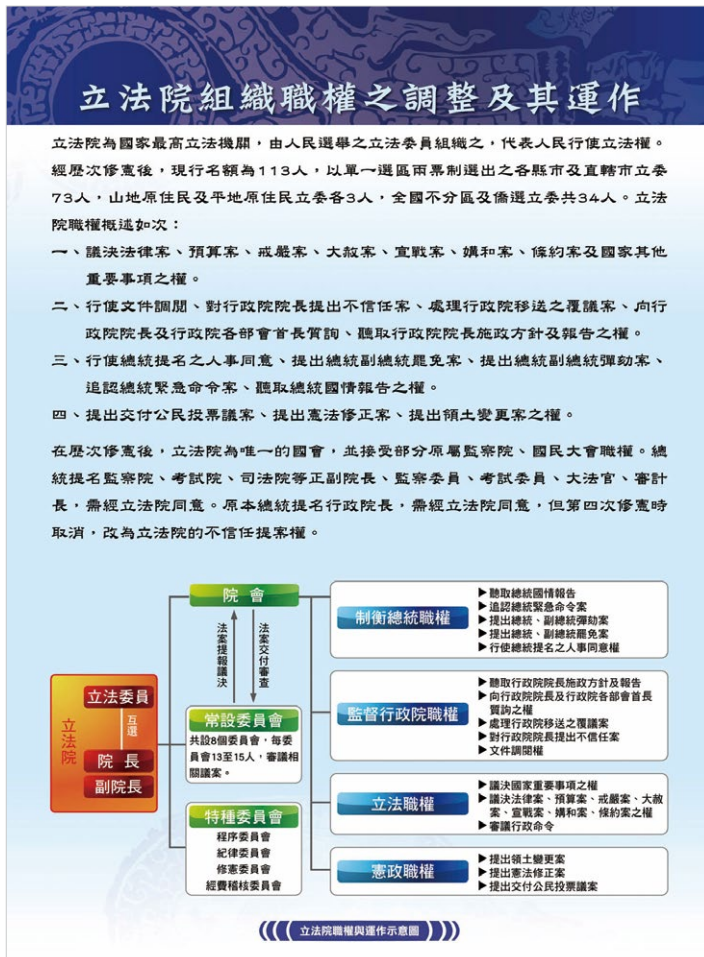 立法院組織職權之調整及其運作
立法院為國家最高立法機關，由人民選舉之立法委員組織之，代表人民行使立法權。
經歷次修憲後，現行名額為113人，以單一選區兩票制選出之各縣市及直轄市立委
73人，山地原住民及平地原住民立委各3人，全國不分區及僑選立委共34人。立法
院職權概述如次：
一、議決法律案、預算案、戒嚴案、大赦案、宣戰案、媾和案、條約案及國家其他
重要事項之權。
二、行使文件調閱、對行政院院長提出不信任案、處理行政院移送之覆議案、向行
政院院長及行政院各部會首長質詢、聽取行政院院長施政方針及報告之權。
三、行使總統提名之人事同意、提出總統副總統罷免案、提出總統副總統彈劾案、
追認總統緊急命令案、聽取總統國情報告之權。
四、提出交付公民投票議案、提出憲法修正案、提出領土變更案之權。
在歷次修憲後，立法院為唯一的國會，並接受部分原屬監察院、國民大會職權。總
統提名監察院、考試院、司法院等正副院長、監察委員、考試委員、大法官、審計
長，需經立法院同意。原本總統提名行政院長，需經立法院同意，但第四次修憲時
取消，改為立法院的不信任提案權。
立法院
立法委員
互選
院長
副院長
院會
法案提報議決
法案交付審查
常設委員會
共設8個委員會，每委
員會13至15人，審議相
關議案。
特種委員會
程序委員會
紀律委員會
修憲委員會
經費稽核委員會
制衡總統職權
▶聽取總統國情報告
▶追認總統緊急命令案
▶提出總統、副總統彈劾案
▶提出總統、副總統罷免案
▶行使總統提名之人事同意權
監督行政院職權
▶聽取行政院院長施政方針及報告
▶向行政院院長及行政院各部會首長
質詢之權
▶處理行政院移送之覆議案
▶對行政院院長提出不信任案
▶文件調閱權
立法職權
▶議決國家重要事項之權
▶議決法律案、預算案、戒嚴案、大赦
案、宣戰案、媾和案、條約案之權
▶審議行政命令
憲政職權
▶提出領土變更案
▶提出憲法修正案
▶提出交付公民投票議案
立法院職權與運作示意圖